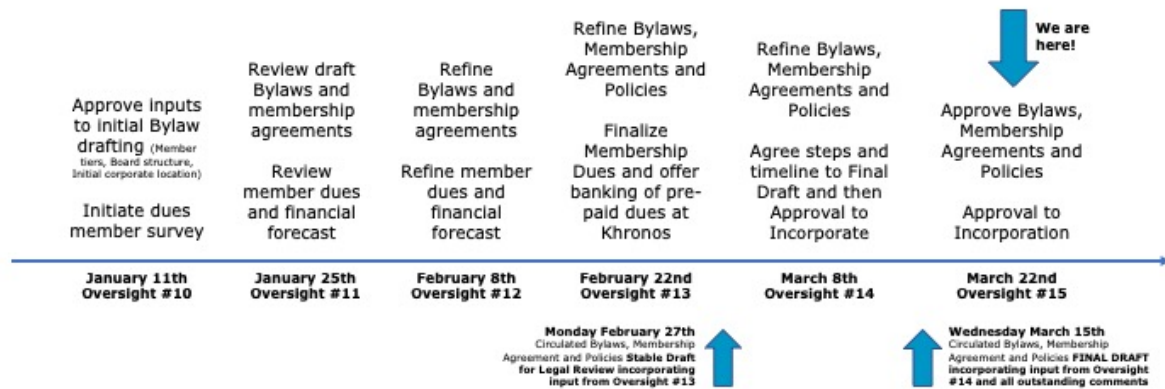 Approve inputs
to initial Bylaw
drafting (Member
tiers, Board structure,
Initial corporate location)
Initiate dues
member survey
Review draft
Bylaws and
membership
agreements
Review
member dues
and financial
forecast
Refine
Bylaws and
membership
agreements
Refine member
dues and
financial
forecast
Refine Bylaws,
Membership
Agreements and
Policies
Finalize
Membership
Dues and offer
banking of pre-
paid dues at
Khronos
Refine Bylaws,
Membership
Agreements and
Policies
Agree steps and
timeline to Final
Draft and then
Approval to
Incorporate
We are
here!
Approve Bylaws,
Membership
Agreements and
Policies
Approval to
Incorporation
January 11th
Oversight #10
January 25th
Oversight #11
February 8th
Oversight #12
February 22nd
Oversight #13
March 8th
Oversight #14
March 22nd
Oversight #15
Monday February 27th
Circulated Bylaws, Membership
Agreement and Policies Stable Draft
for Legal Review incorporating
input from Oversight #13
Wednesday March 15th
Circulated Bylaws, Membership
Agreement and Policies FINAL DRAFT
incorporating input from Oversight
#14 and all outstanding comments